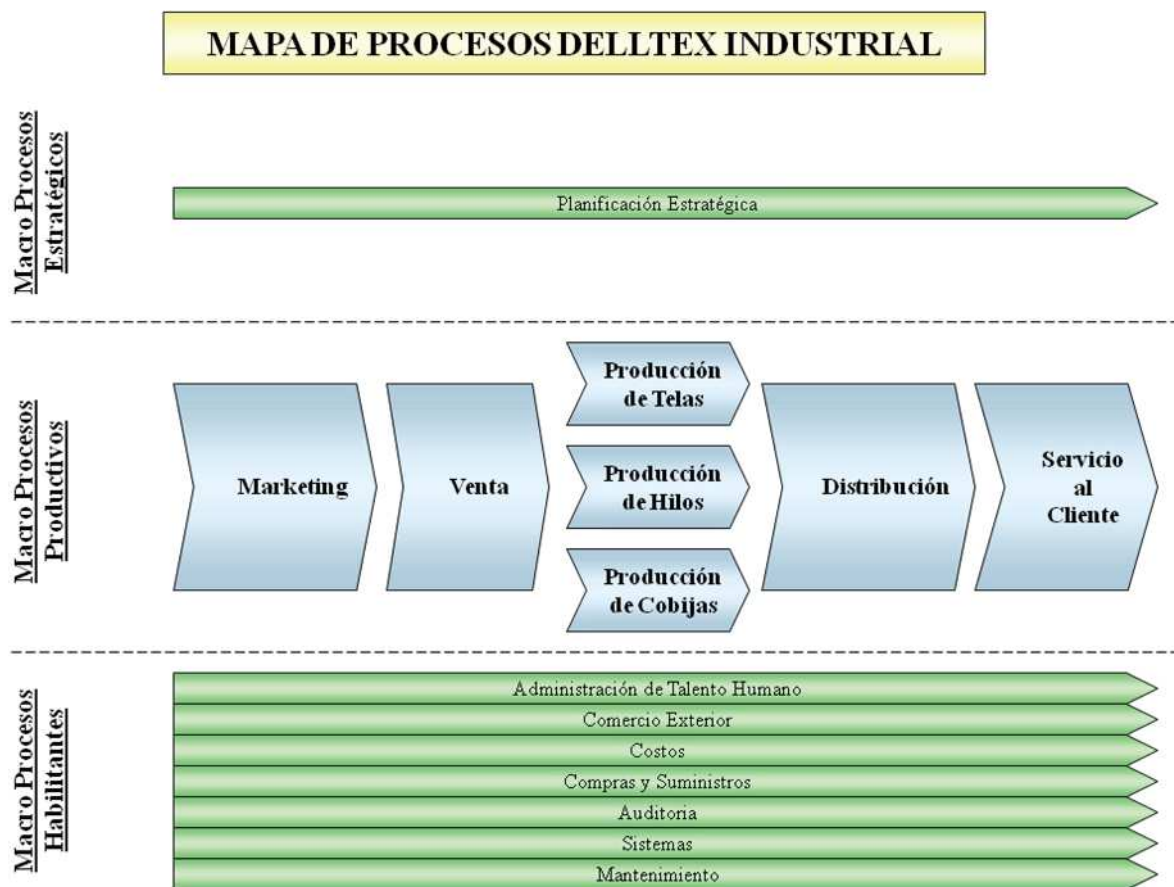 MAPA DE PROCESOS DELLTEX INDUSTRIAL
Macro Procesos
Estratégicos
Planificación Estratégica
Macro Procesos
Productivos
Marketing
Venta
Producción
de Telas
Producción
de Hilos
Producción
de Cobijas
Distribución
Servicio
al
Cliente
Macro Procesos
Habilitantes
Administración de Talento Humano
Comercio Exterior
Costos
Compras y Suministros
Auditoria
Sistemas
Mantenimiento